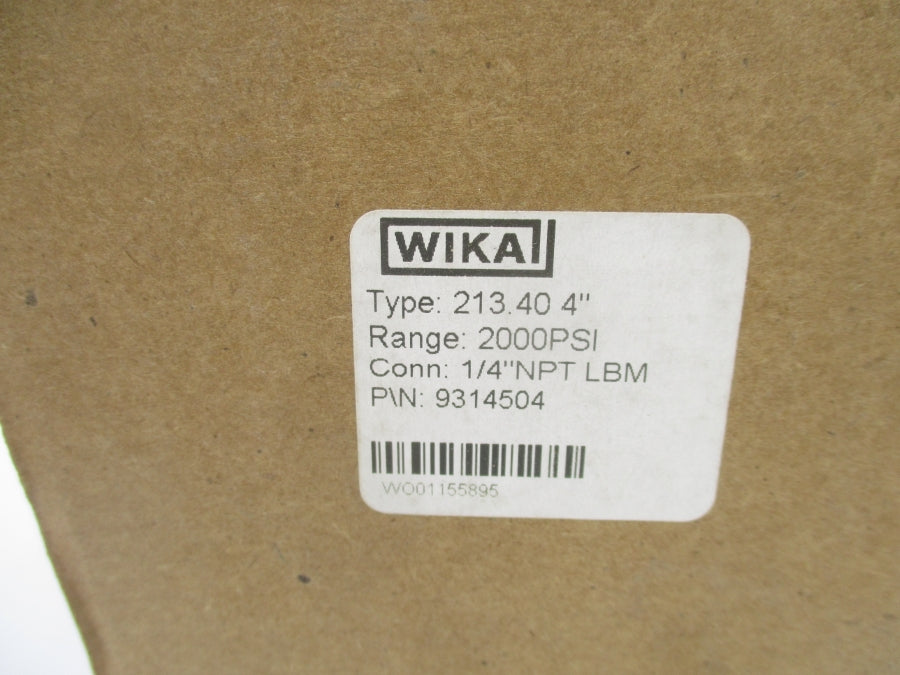 WIKA
Type: 213.40 4"
Range: 2000PSI
Conn: 1/4"NPT LBM
P\N: 9314504
WO01155895